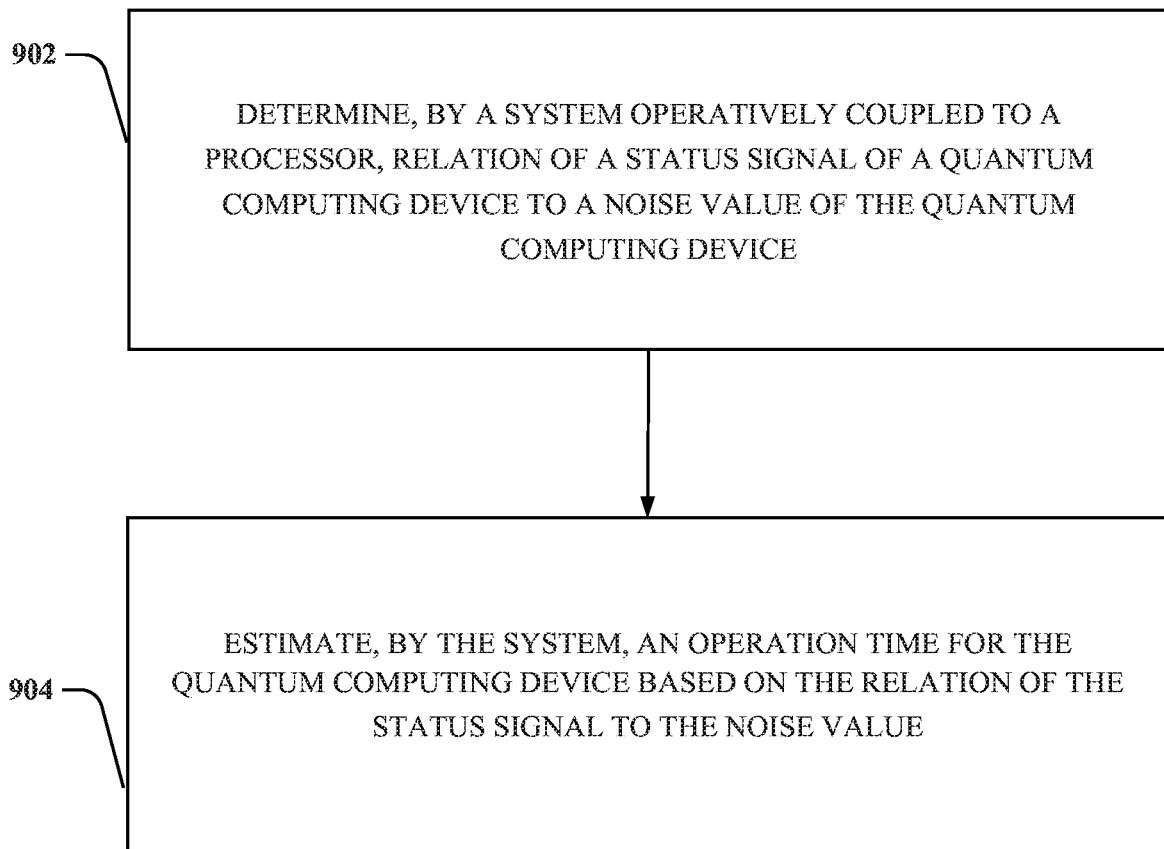 902
DETERMINE, BY A SYSTEM OPERATIVELY COUPLED TO A
PROCESSOR, RELATION OF A STATUS SIGNAL OF A QUANTUM
COMPUTING DEVICE TO A NOISE VALUE OF THE QUANTUM
COMPUTING DEVICE
904
ESTIMATE, BY THE SYSTEM, AN OPERATION TIME FOR THE
QUANTUM COMPUTING DEVICE BASED ON THE RELATION OF THE
STATUS SIGNAL TO THE NOISE VALUE